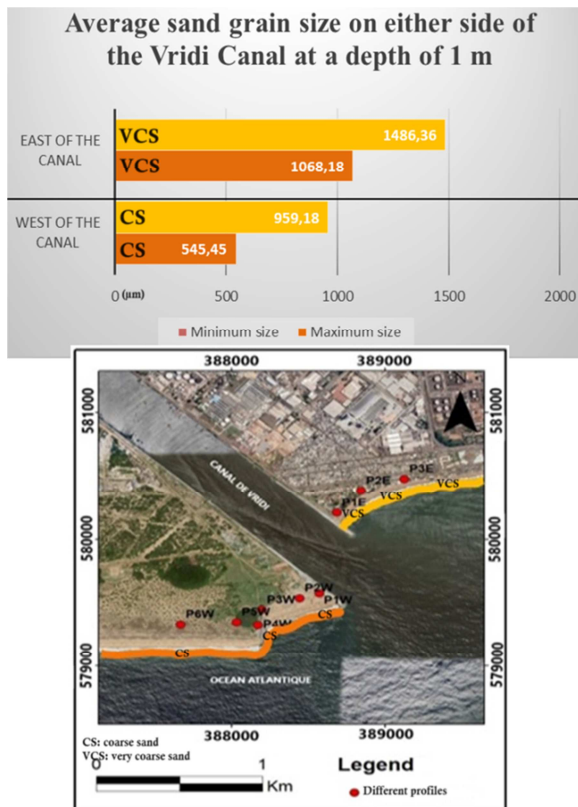 Average sand grain size on either side of
the Vridi Canal at a depth of 1 m
EAST OF THE
CANAL
VCS
1486,36
VCS
1068,18
WEST OF THE
CANAL
CS
959,18
CS
545,45
0 (µm) 500 1000 1500 2000
Minimum size Maximum size
388000 389000
581000 581000
CANAL DE VRIDI
P3E
P2E
VCS
VCS
P1E
VCS
580000 580000
P2W
P3W P1W
P6W P5W CS
P4W
CS
CS
579000 579000
OCEAN ATLANTIQUE
388000 389000
CS: coarse sand
VCS: very coarse sand
0 1
Km
Legend
Different profiles